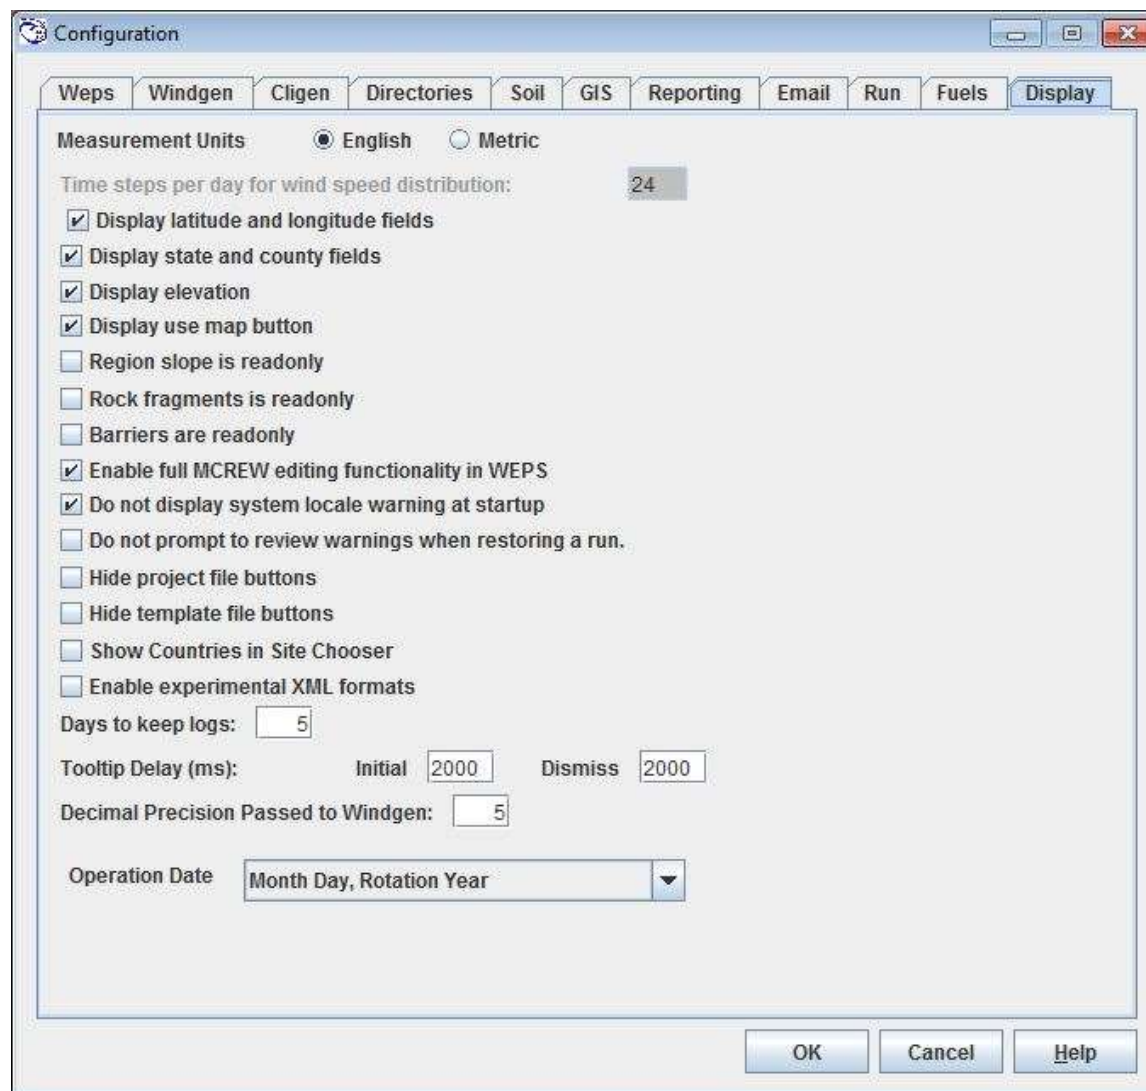 Configuration
Weps Windgen Cligen Directories Soil GIS Reporting Email Run Fuels Display
Measurement Units English Metric
Time steps per day for wind speed distribution: 24
Display latitude and longitude fields
Display state and county fields
Display elevation
Display use map button
Region slope is readonly
Rock fragments is readonly
Barriers are readonly
Enable full MCREW editing functionality in WEPS
Do not display system locale warning at startup
Do not prompt to review warnings when restoring a run.
Hide project file buttons
Hide template file buttons
Show Countries in Site Chooser
Enable experimental XML formats
Days to keep logs: 5
Tooltip Delay (ms): Initial 2000 Dismiss 2000
Decimal Precision Passed to Windgen: 5
Operation Date Month Day, Rotation Year
OK Cancel Help